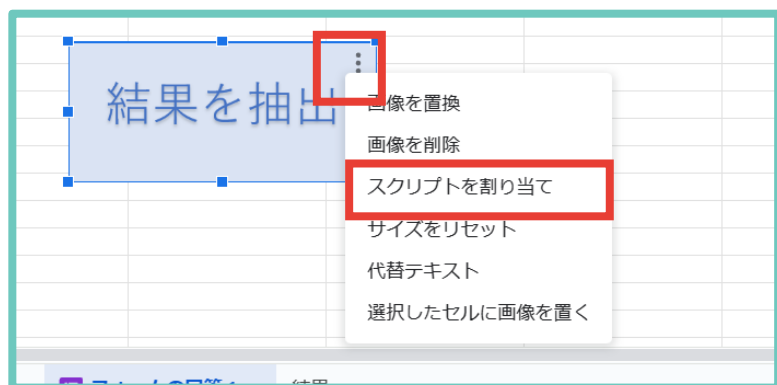 結果を抽出
画像を置換
画像を削除
スクリプトを割り当て
サイズをリセット
代替テキスト
選択したセルに画像を置く